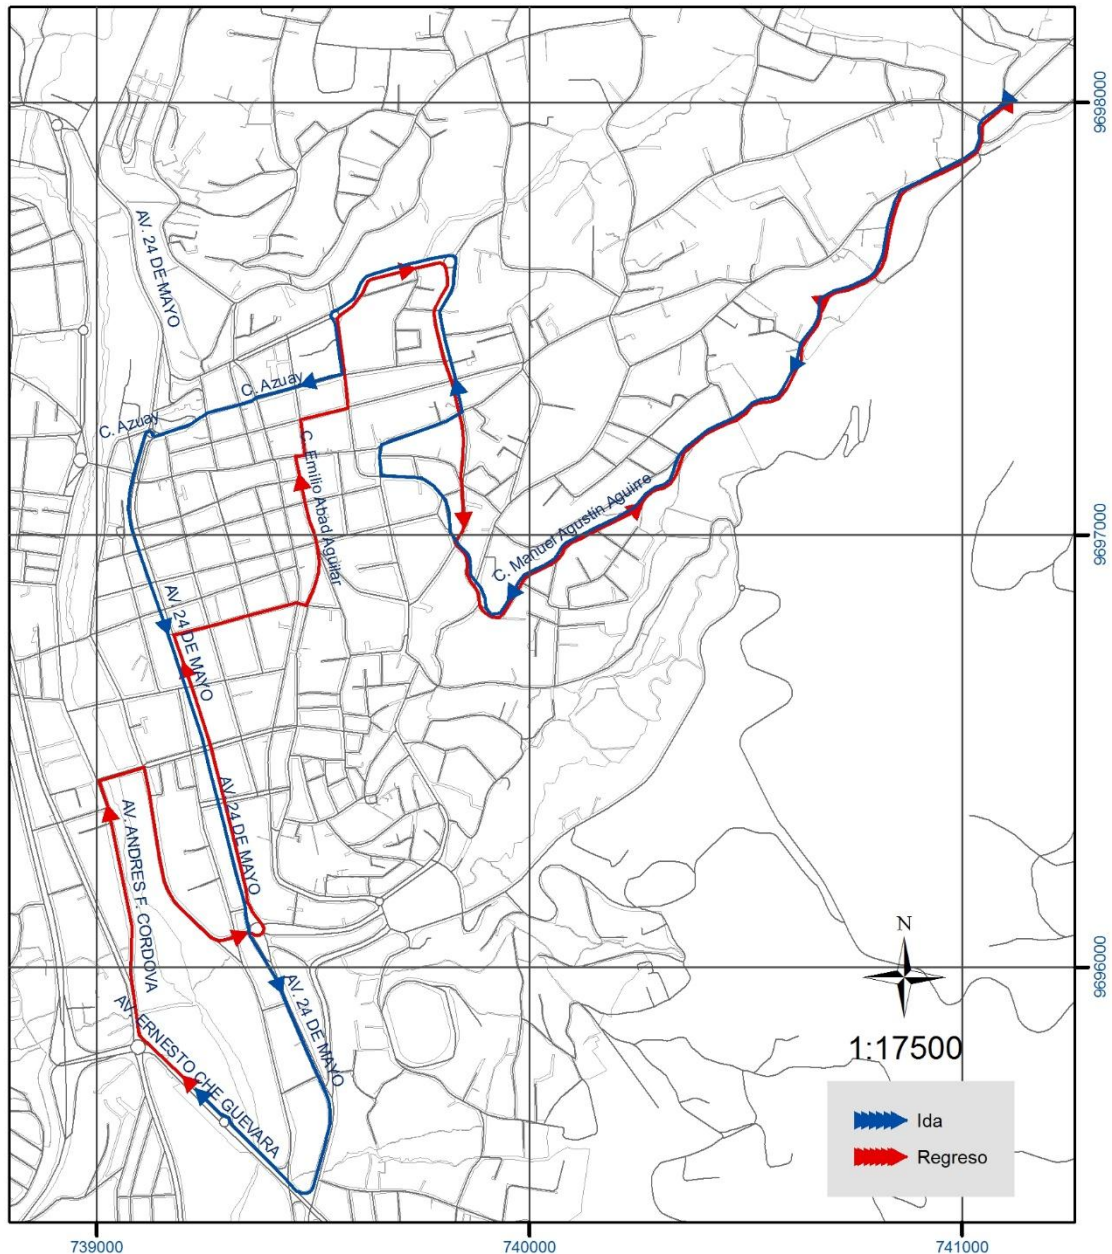 9698000
AV. 24 DE MAYO
C. Azuay
C. Azuay
C. Emilio Abad Aguilar
C. Manuel Agustín Aguirre
9697000
AV. 24 DE MAYO
AV. 24 DE MAYO
AV. ANDRES F. CORDOVA
AV. 24 DE MAYO
AV. ERNESTO CHE GUEVARA
N
9696000
1:17500
Ida
Regreso
739000
740000
741000